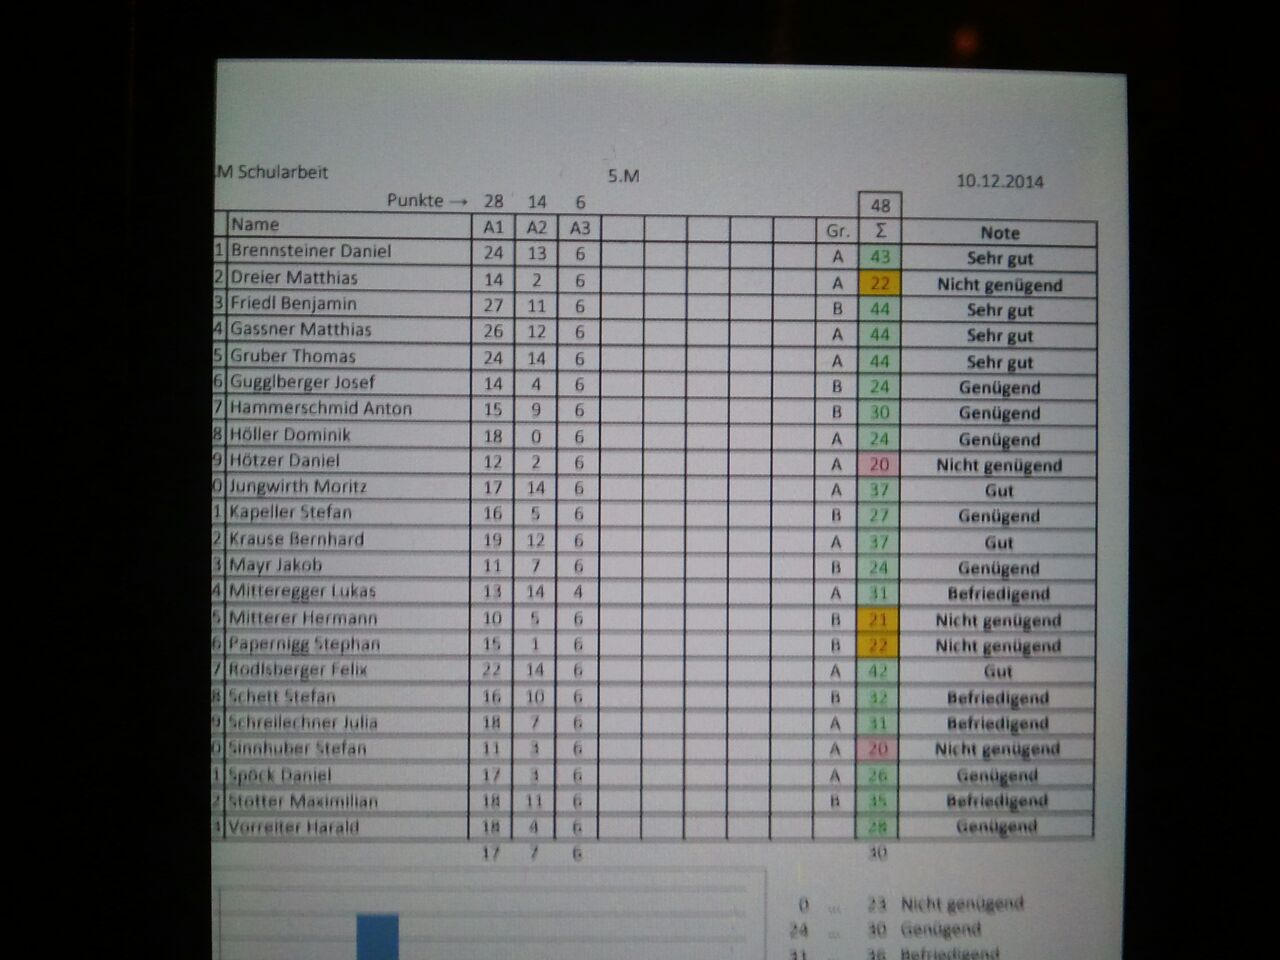 .M Schularbeit 5.M 10.12.2014
Punkte → 28 14 6 48
Name A1 A2 A3 Gr. Σ Note
1 Brennsteiner Daniel 24 13 6 A 43 Sehr gut
2 Dreier Matthias 14 2 6 A 22 Nicht genügend
3 Friedl Benjamin 27 11 6 B 44 Sehr gut
4 Gassner Matthias 26 12 6 A 44 Sehr gut
5 Gruber Thomas 24 14 6 A 44 Sehr gut
6 Gugglberger Josef 14 4 6 B 24 Genügend
7 Hammerschmid Anton 15 9 6 B 30 Genügend
8 Höller Dominik 18 0 6 A 24 Genügend
9 Hötzer Daniel 12 2 6 A 20 Nicht genügend
0 Jungwirth Moritz 17 14 6 A 37 Gut
1 Kapeller Stefan 16 5 6 B 27 Genügend
2 Krause Bernhard 19 12 6 A 37 Gut
3 Mayr Jakob 11 7 6 B 24 Genügend
4 Mitteregger Lukas 13 14 4 A 31 Befriedigend
5 Mitterer Hermann 10 5 6 B 21 Nicht genügend
6 Papernigg Stephan 15 1 6 B 22 Nicht genügend
7 Rodlsberger Felix 22 14 6 A 42 Gut
8 Schett Stefan 16 10 6 B 32 Befriedigend
9 Schreilechner Julia 18 7 6 A 31 Befriedigend
0 Sinnhuber Stefan 11 3 6 A 20 Nicht genügend
1 Spöck Daniel 17 3 6 A 26 Genügend
2 Stotter Maximilian 18 11 6 B 35 Befriedigend
3 Vorreiter Harald 18 4 6 28 Genügend
17 7 6 30
0 ... 23 Nicht genügend
24 ... 30 Genügend
31 36 Befriedigend